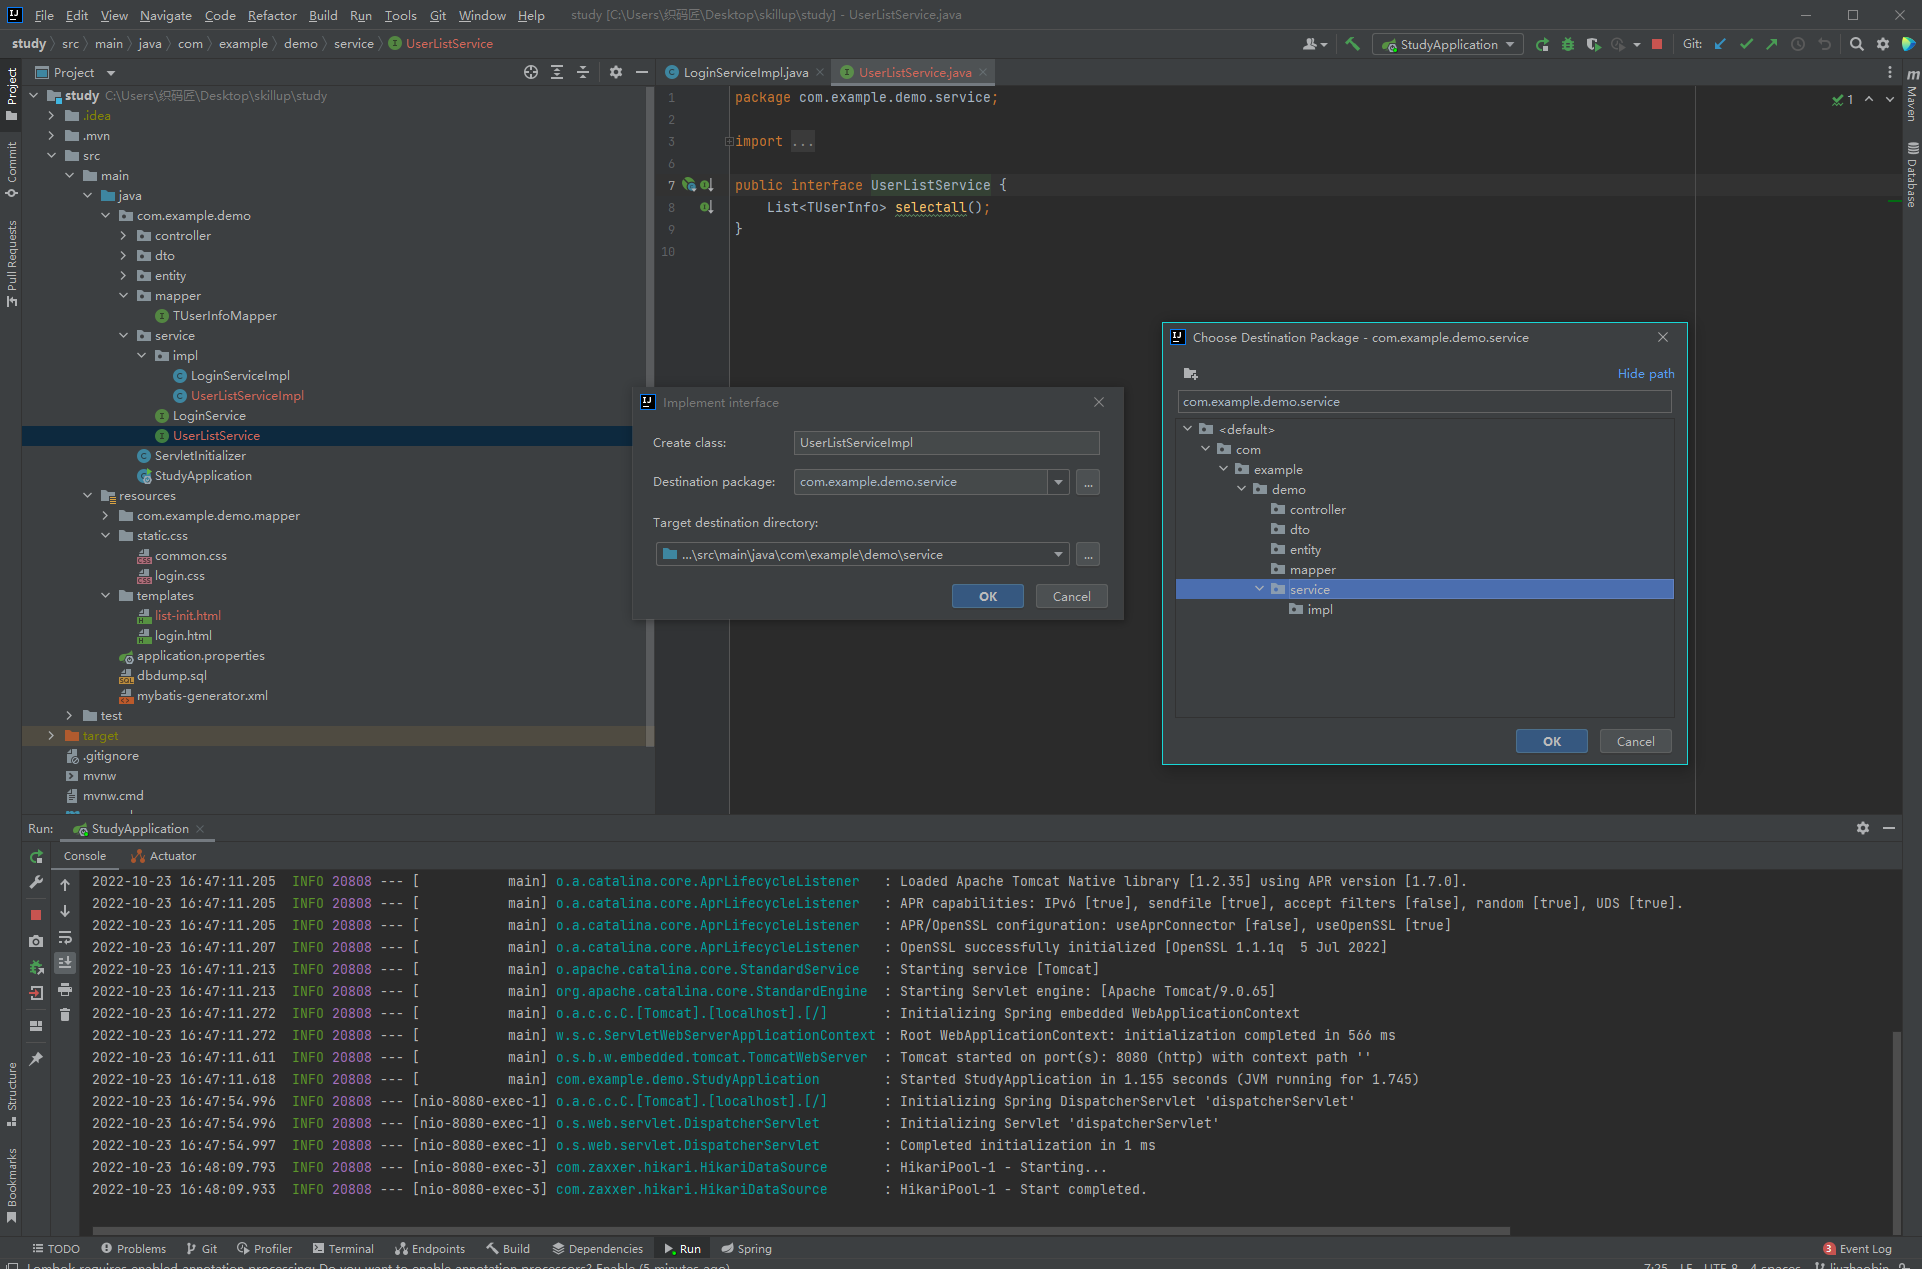 File Edit View Navigate Code Refactor Build Run Tools Git Window Help study [C:\Users\织码匠\Desktop\skillup\study] - UserListService.java
study src main java com example demo service UserListService
StudyApplication Git:
Project
LoginServiceImpl.java UserListService.java
study C:\Users\织码匠\Desktop\skillup\study
.idea
.mvn
src
main
java
com.example.demo
controller
dto
entity
mapper
TUserInfoMapper
service
impl
LoginServiceImpl
UserListServiceImpl
LoginService
UserListService
ServletInitializer
StudyApplication
resources
com.example.demo.mapper
static.css
common.css
login.css
templates
list-init.html
login.html
application.properties
dbdump.sql
mybatis-generator.xml
test
target
.gitignore
mvnw
mvnw.cmd
Project
Commit
Pull Requests
Structure
Bookmarks
1 package com.example.demo.service;
2
3 import ...
6
7 public interface UserListService {
8 List<TUserInfo> selectall();
9 }
10
1
Maven
Database
Implement interface
Create class: UserListServiceImpl
Destination package: com.example.demo.service ...
Target destination directory:
...\src\main\java\com\example\demo\service ...
OK Cancel
Choose Destination Package - com.example.demo.service
Hide path
com.example.demo.service
<default>
com
example
demo
controller
dto
entity
mapper
service
impl
OK Cancel
Run: StudyApplication
Console Actuator
2022-10-23 16:47:11.205 INFO 20808 --- [ main] o.a.catalina.core.AprLifecycleListener : Loaded Apache Tomcat Native library [1.2.35] using APR version [1.7.0].
2022-10-23 16:47:11.205 INFO 20808 --- [ main] o.a.catalina.core.AprLifecycleListener : APR capabilities: IPv6 [true], sendfile [true], accept filters [false], random [true], UDS [true].
2022-10-23 16:47:11.205 INFO 20808 --- [ main] o.a.catalina.core.AprLifecycleListener : APR/OpenSSL configuration: useAprConnector [false], useOpenSSL [true]
2022-10-23 16:47:11.207 INFO 20808 --- [ main] o.a.catalina.core.AprLifecycleListener : OpenSSL successfully initialized [OpenSSL 1.1.1q 5 Jul 2022]
2022-10-23 16:47:11.213 INFO 20808 --- [ main] o.apache.catalina.core.StandardService : Starting service [Tomcat]
2022-10-23 16:47:11.213 INFO 20808 --- [ main] org.apache.catalina.core.StandardEngine : Starting Servlet engine: [Apache Tomcat/9.0.65]
2022-10-23 16:47:11.272 INFO 20808 --- [ main] o.a.c.c.C.[Tomcat].[localhost].[/] : Initializing Spring embedded WebApplicationContext
2022-10-23 16:47:11.272 INFO 20808 --- [ main] w.s.c.ServletWebServerApplicationContext : Root WebApplicationContext: initialization completed in 566 ms
2022-10-23 16:47:11.611 INFO 20808 --- [ main] o.s.b.w.embedded.tomcat.TomcatWebServer : Tomcat started on port(s): 8080 (http) with context path ''
2022-10-23 16:47:11.618 INFO 20808 --- [ main] com.example.demo.StudyApplication : Started StudyApplication in 1.155 seconds (JVM running for 1.745)
2022-10-23 16:47:54.996 INFO 20808 --- [nio-8080-exec-1] o.a.c.c.C.[Tomcat].[localhost].[/] : Initializing Spring DispatcherServlet 'dispatcherServlet'
2022-10-23 16:47:54.996 INFO 20808 --- [nio-8080-exec-1] o.s.web.servlet.DispatcherServlet : Initializing Servlet 'dispatcherServlet'
2022-10-23 16:47:54.997 INFO 20808 --- [nio-8080-exec-1] o.s.web.servlet.DispatcherServlet : Completed initialization in 1 ms
2022-10-23 16:48:09.793 INFO 20808 --- [nio-8080-exec-3] com.zaxxer.hikari.HikariDataSource : HikariPool-1 - Starting...
2022-10-23 16:48:09.933 INFO 20808 --- [nio-8080-exec-3] com.zaxxer.hikari.HikariDataSource : HikariPool-1 - Start completed.
TODO Problems Git Profiler Terminal Endpoints Build Dependencies Run Spring 3 Event Log
Lombok requires enabled annotation processing: Do you want to enable annotation processors? Enable (5 minutes ago) 7:25 LF UTF-8 4 spaces liuzhaobin